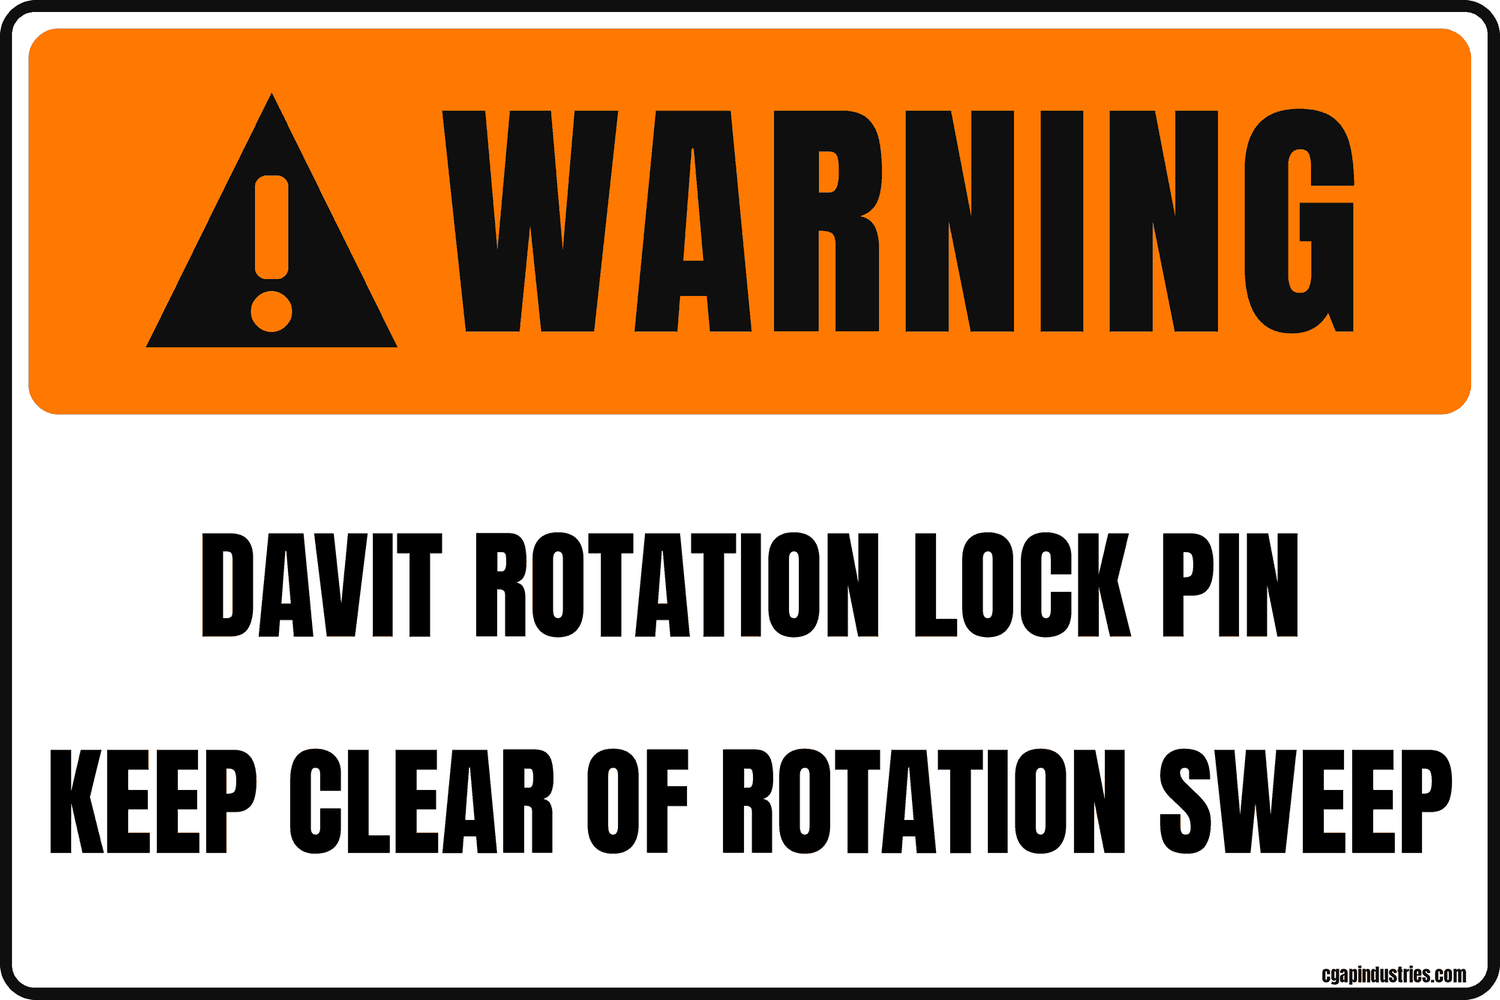 WARNING
DAVIT ROTATION LOCK PIN
KEEP CLEAR OF ROTATION SWEEP
cgapindustries.com